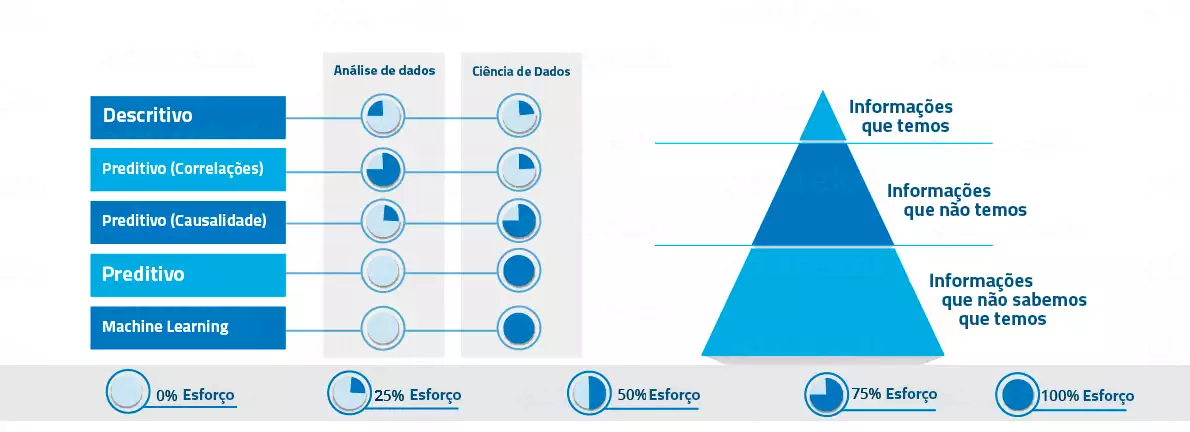 Análise de dados
Ciência de Dados
Descritivo
Preditivo (Correlações)
Preditivo (Causalidade)
Preditivo
Machine Learning
Informações
que temos
Informações
que não temos
Informações
que não sabemos
que temos
0% Esforço
25% Esforço
50% Esforço
75% Esforço
100% Esforço